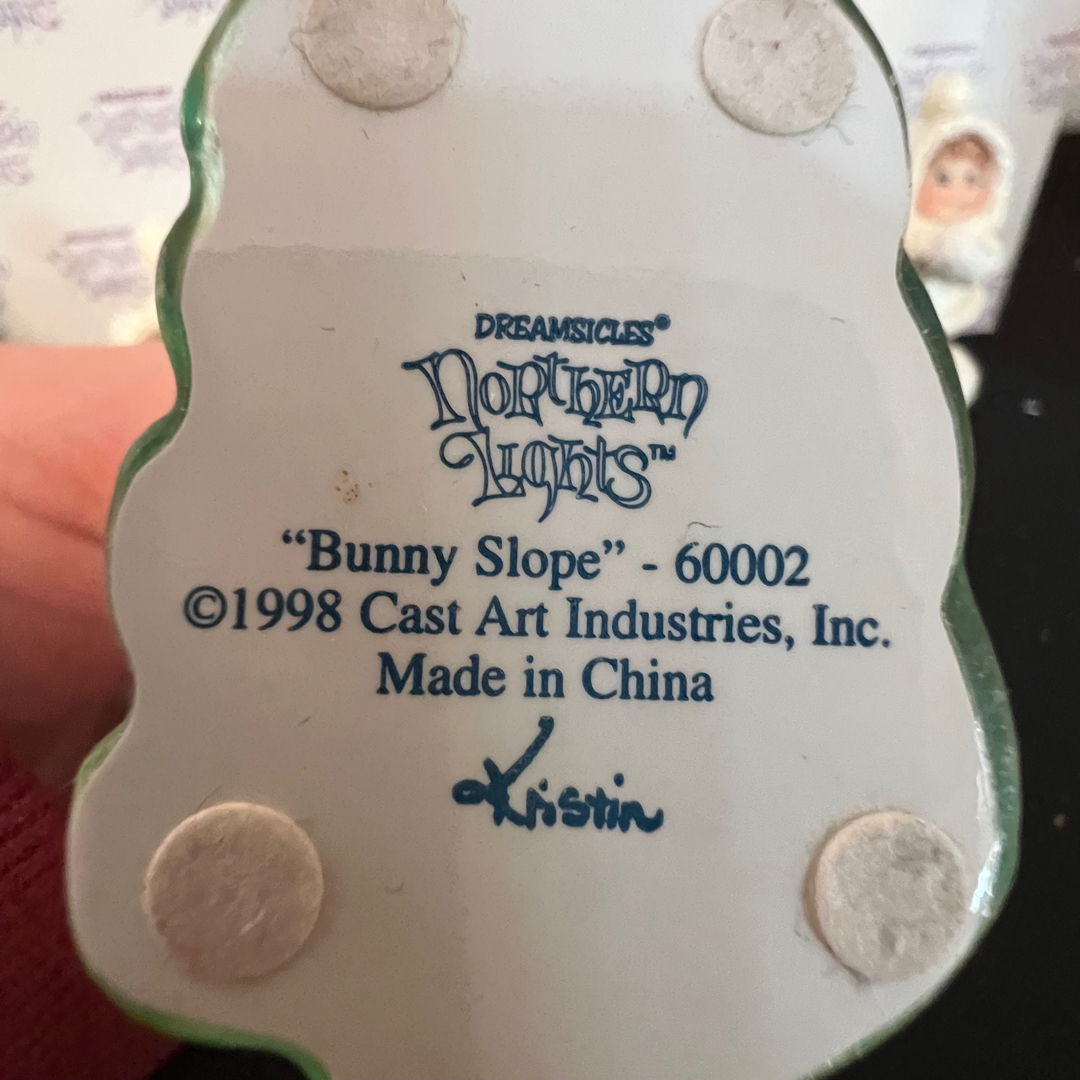 DREAMSICLES®
Northern
Lights™
“Bunny Slope” - 60002
©1998 Cast Art Industries, Inc.
Made in China
Kristin